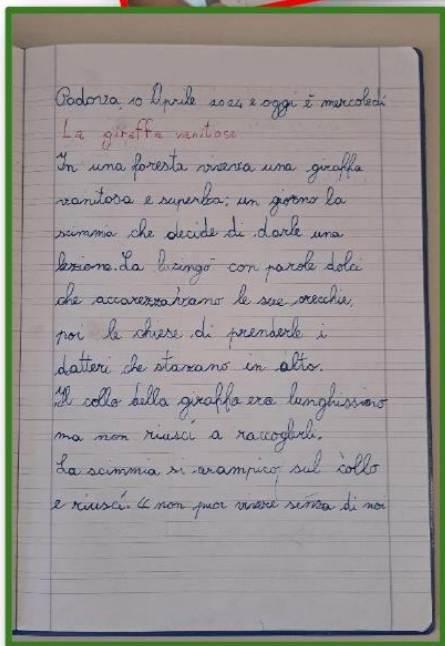 Padova, 10 Aprile 2024 e oggi è mercoledì
La giraffa vanitosa
In una foresta viveva una giraffa
vanitosa e superba; un giorno la
scimmia che decide di darle una
lezione. La lusingò con parole dolci
che accarezzavano le sue orecchie,
poi le chiese di prenderle i
datteri che stavano in alto.
Il collo della giraffa era lunghissimo
ma non riuscì a raccoglierli.
La scimmia si arampicò sul collo
e riuscì. " non puoi vivere senza di noi